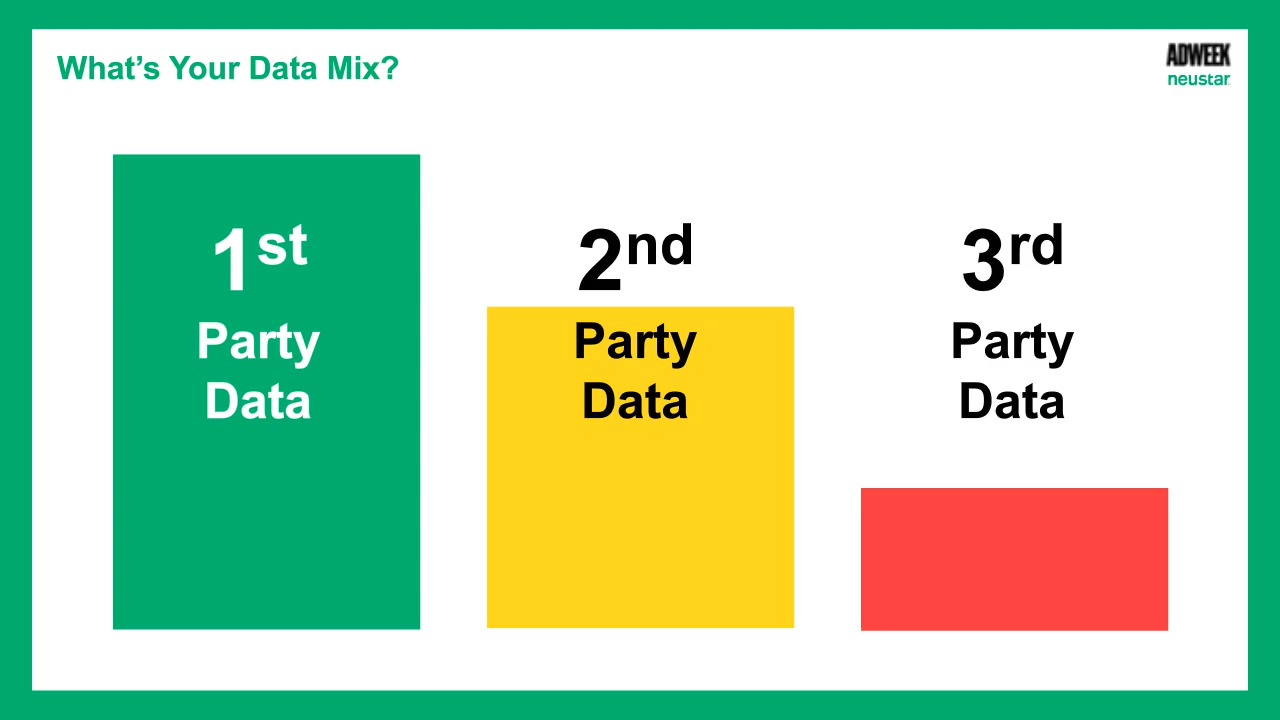 What's Your Data Mix?
ADWEEK
neustar
1st
Party
Data
2nd
Party
Data
3rd
Party
Data